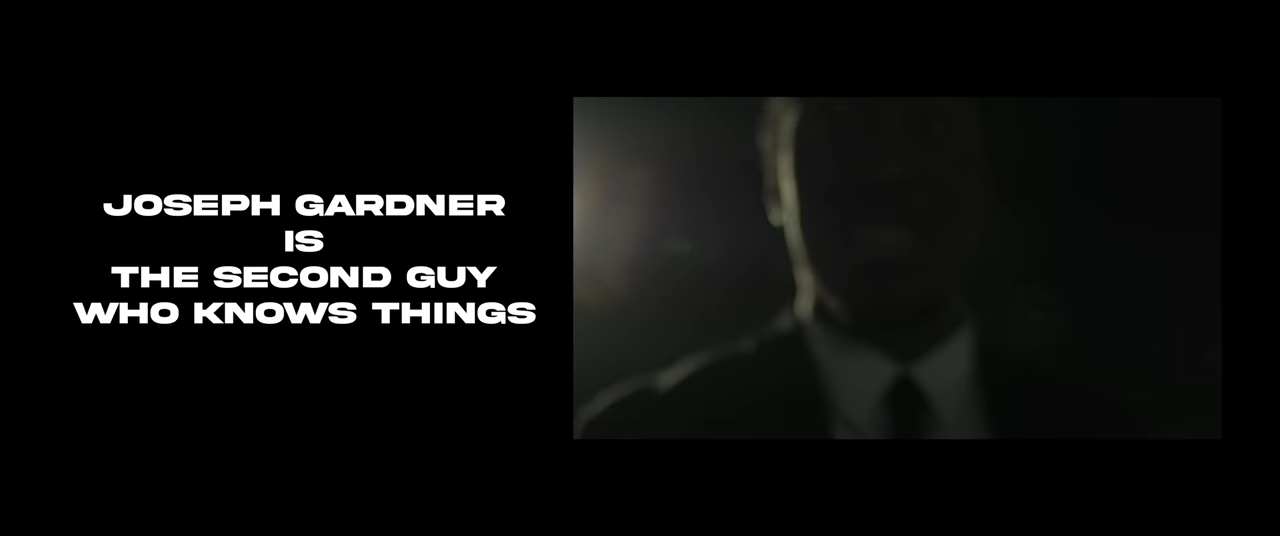 JOSEPH GARDNER
IS
THE SECOND GUY
WHO KNOWS THINGS